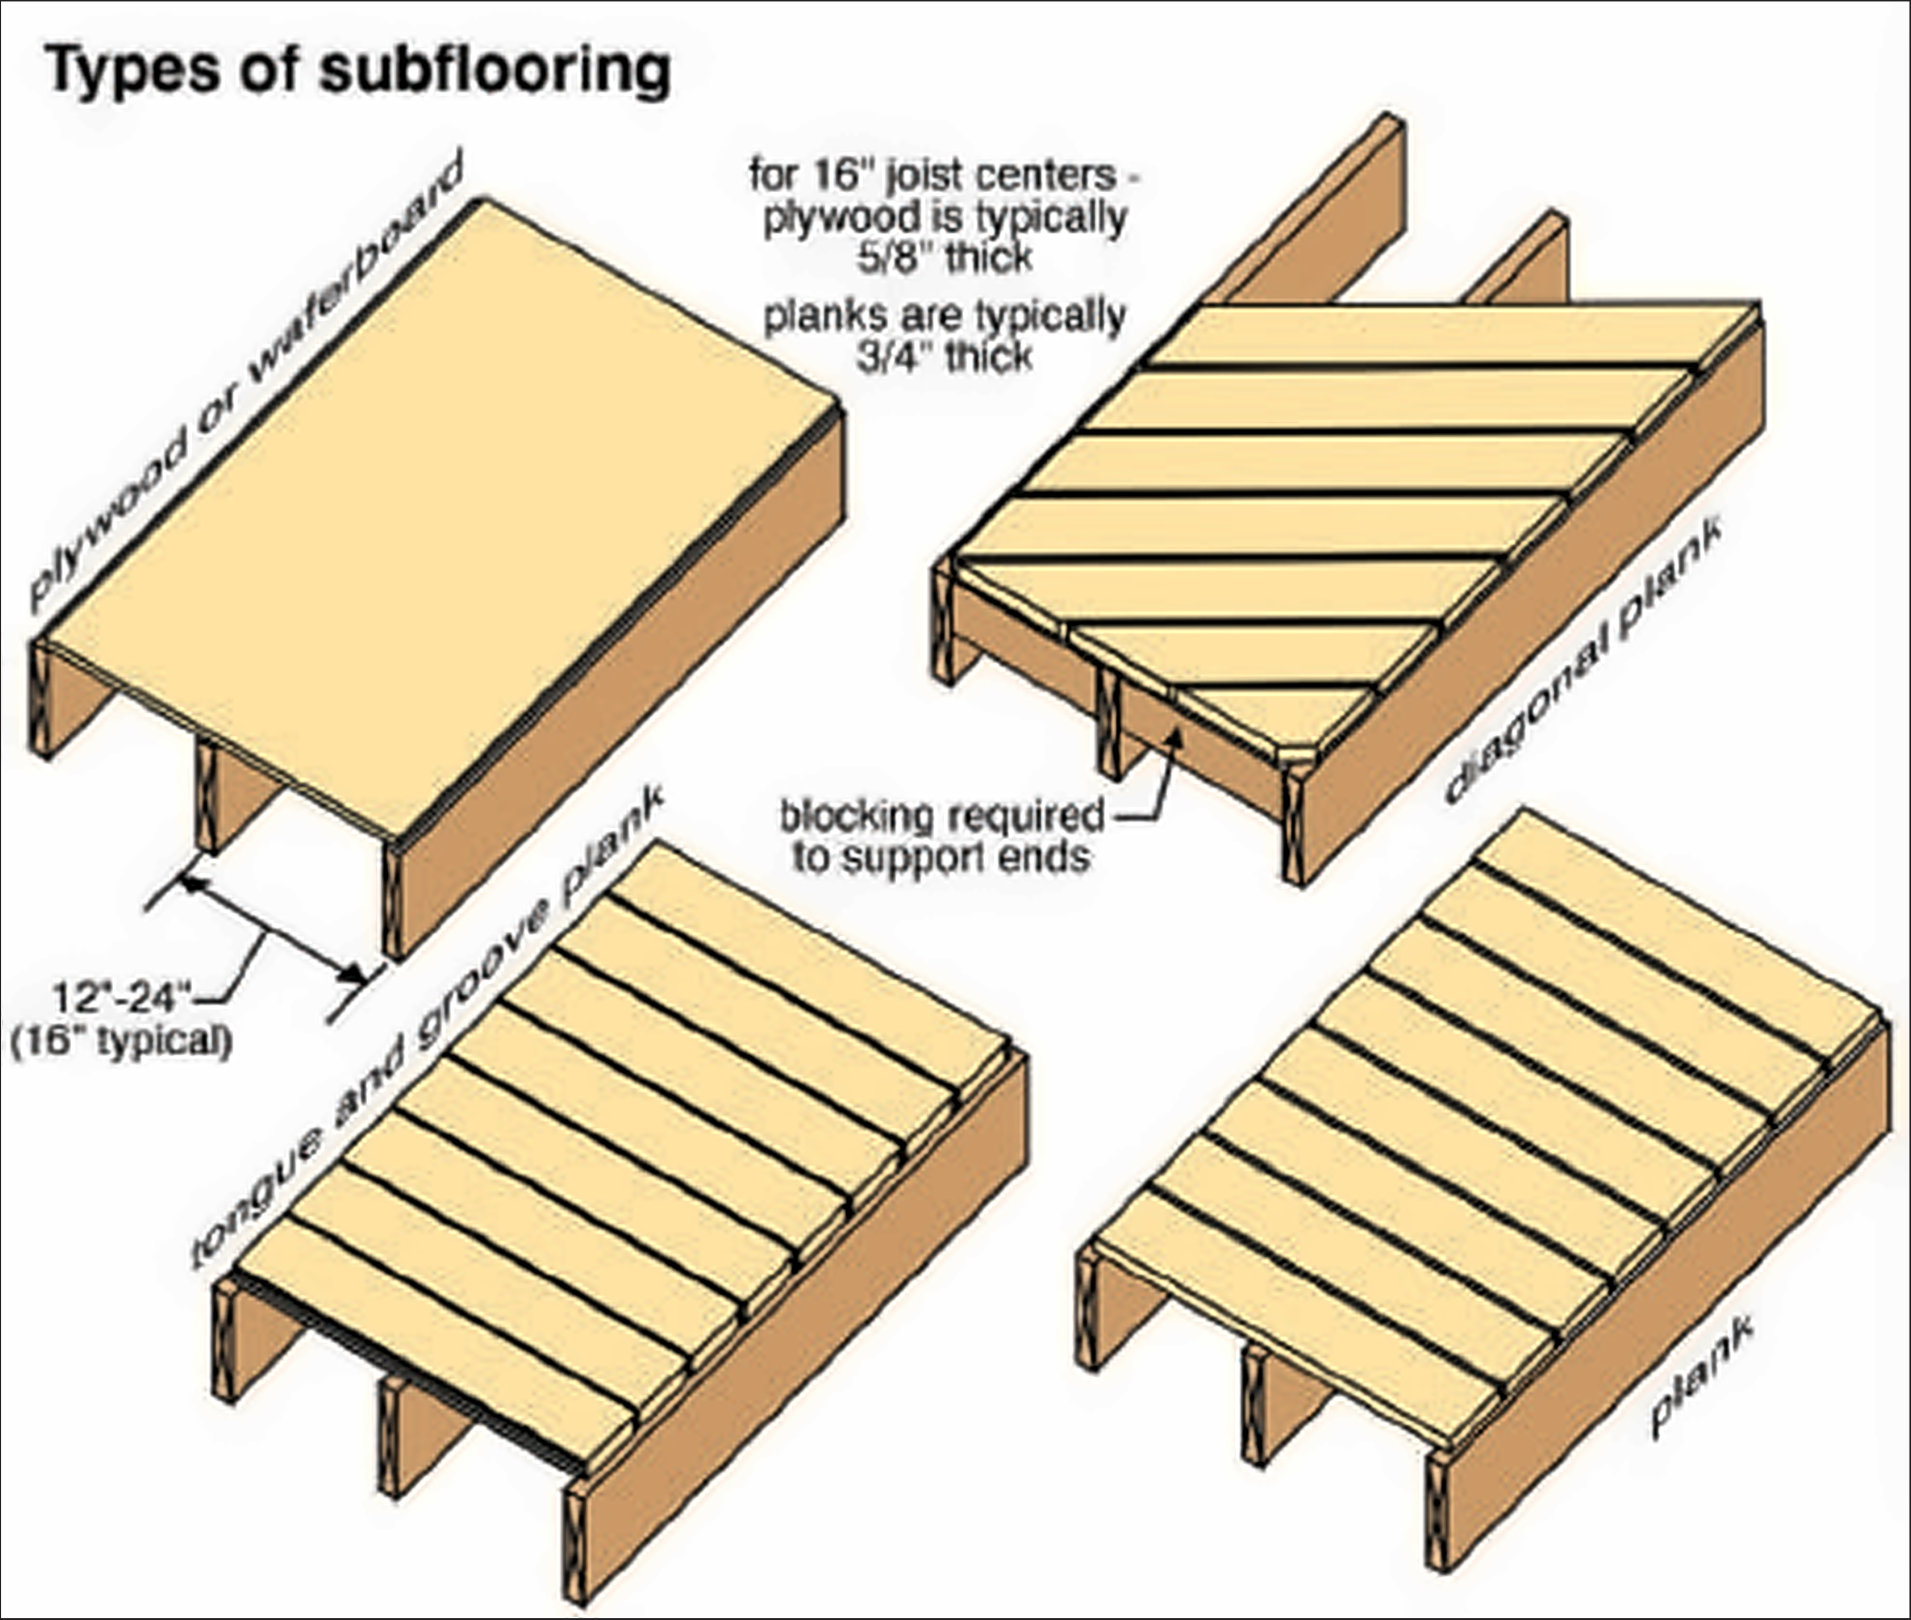 Types of subflooring
plywood or waferboard
for 16" joist centers -
plywood is typically
5/8" thick
planks are typically
3/4" thick
diagonal plank
blocking required
to support ends
12"-24"
(16" typical)
tongue and groove plank
plank